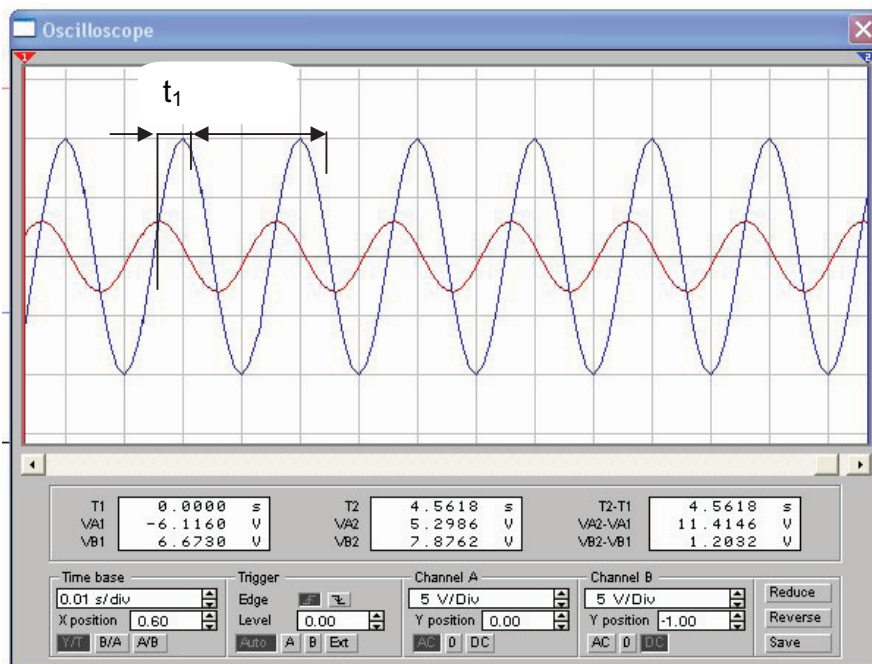 Oscilloscope
1
2
t1
T1 0.0000 s
VA1 -6.1160 V
VB1 6.6730 V
T2 4.5618 s
VA2 5.2986 V
VB2 7.8762 V
T2-T1 4.5618 s
VA2-VA1 11.4146 V
VB2-VB1 1.2032 V
Time base
0.01 s/div
X position 0.60
Y/T B/A A/B
Trigger
Edge
Level 0.00
Auto A B Ext
Channel A
5 V/Div
Y position 0.00
AC 0 DC
Channel B
5 V/Div
Y position -1.00
AC 0 DC
Reduce
Reverse
Save